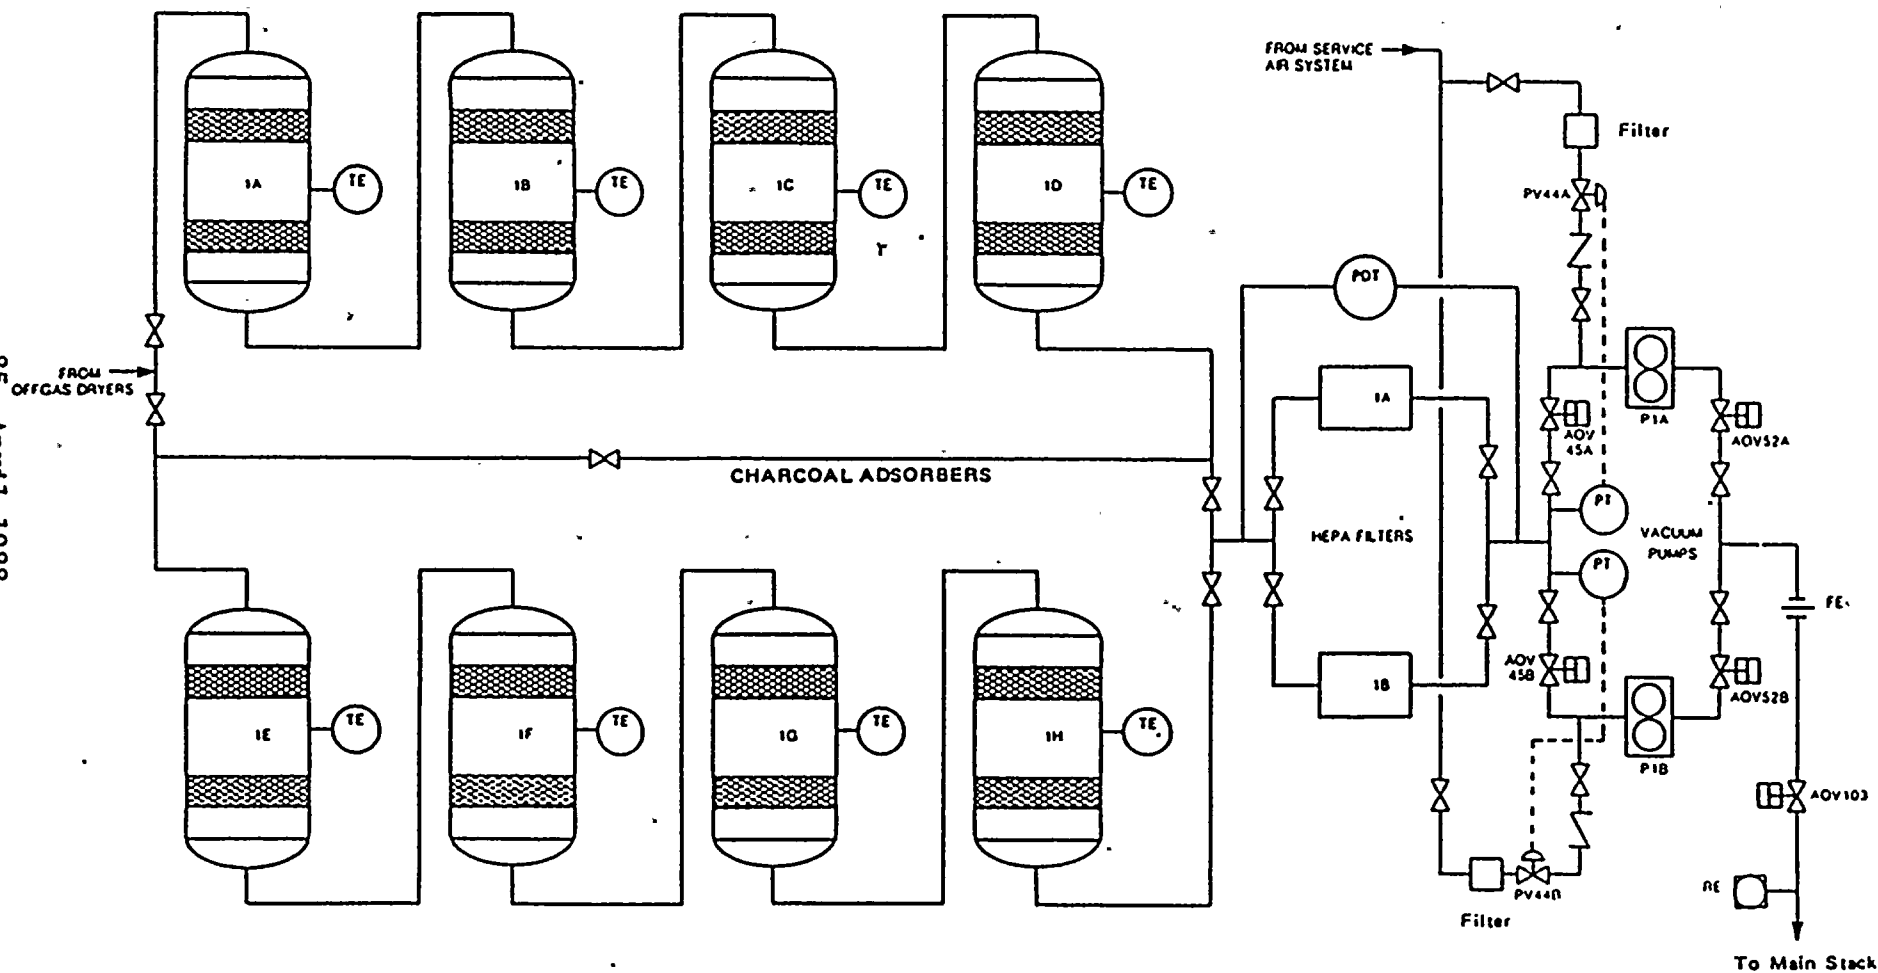 FROM SERVICE
AIR SYSTEM
Filter
1A
TE
1B
TE
1C
TE
1D
TE
PV44A
PDT
FROM
OFFGAS DRYERS
1A
P1A
AOV
45A
AOV52A
CHARCOAL ADSORBERS
PT
HEPA FILTERS
VACUUM
PUMPS
PT
FE
AOV
45B
1B
AOV52B
1E
TE
1F
TE
1G
TE
1H
TE
P1B
AOV103
PV44B
RE
Filter
To Main Stack